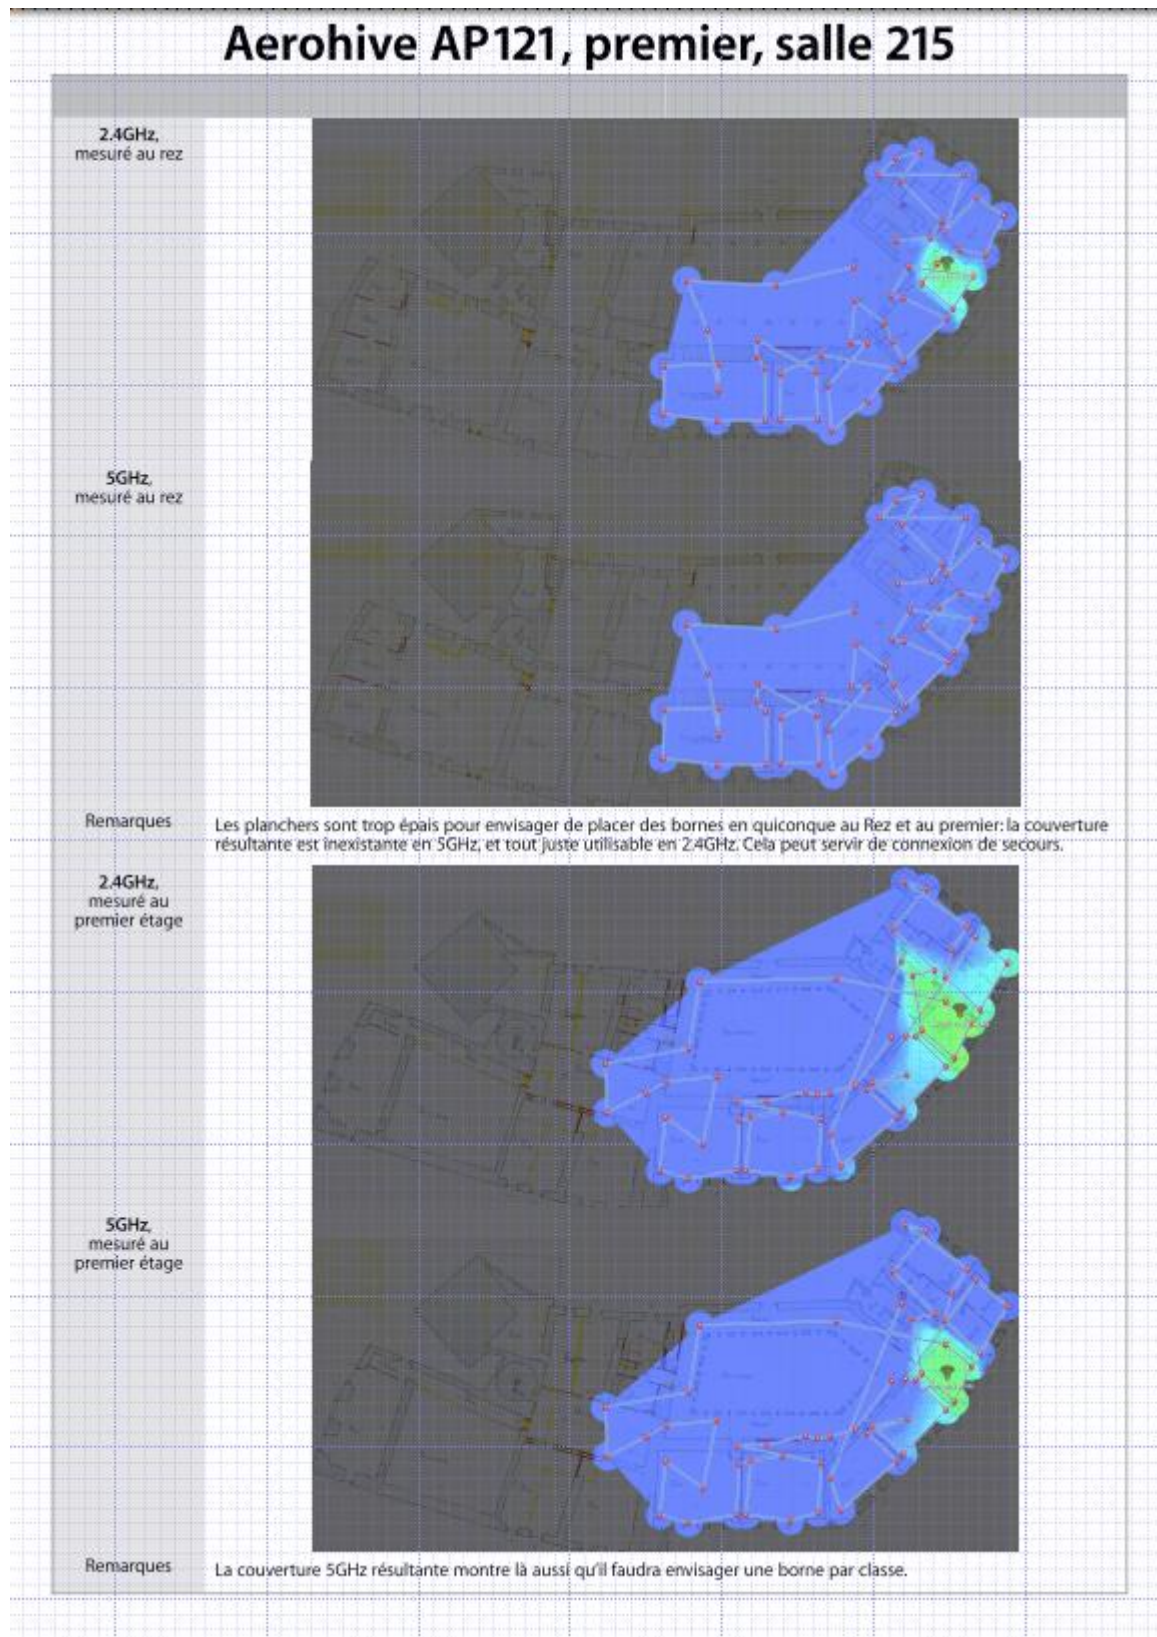 Aerohive AP121, premier, salle 215
2.4GHz,
mesuré au rez
5GHz,
mesuré au rez
Remarques
Les planchers sont trop épais pour envisager de placer des bornes en quiconque au Rez et au premier: la couverture
résultante est inexistante en 5GHz, et tout juste utilisable en 2.4GHz. Cela peut servir de connexion de secours.
2.4GHz,
mesuré au
premier étage
5GHz,
mesuré au
premier étage
Remarques
La couverture 5GHz résultante montre là aussi qu'il faudra envisager une borne par classe.